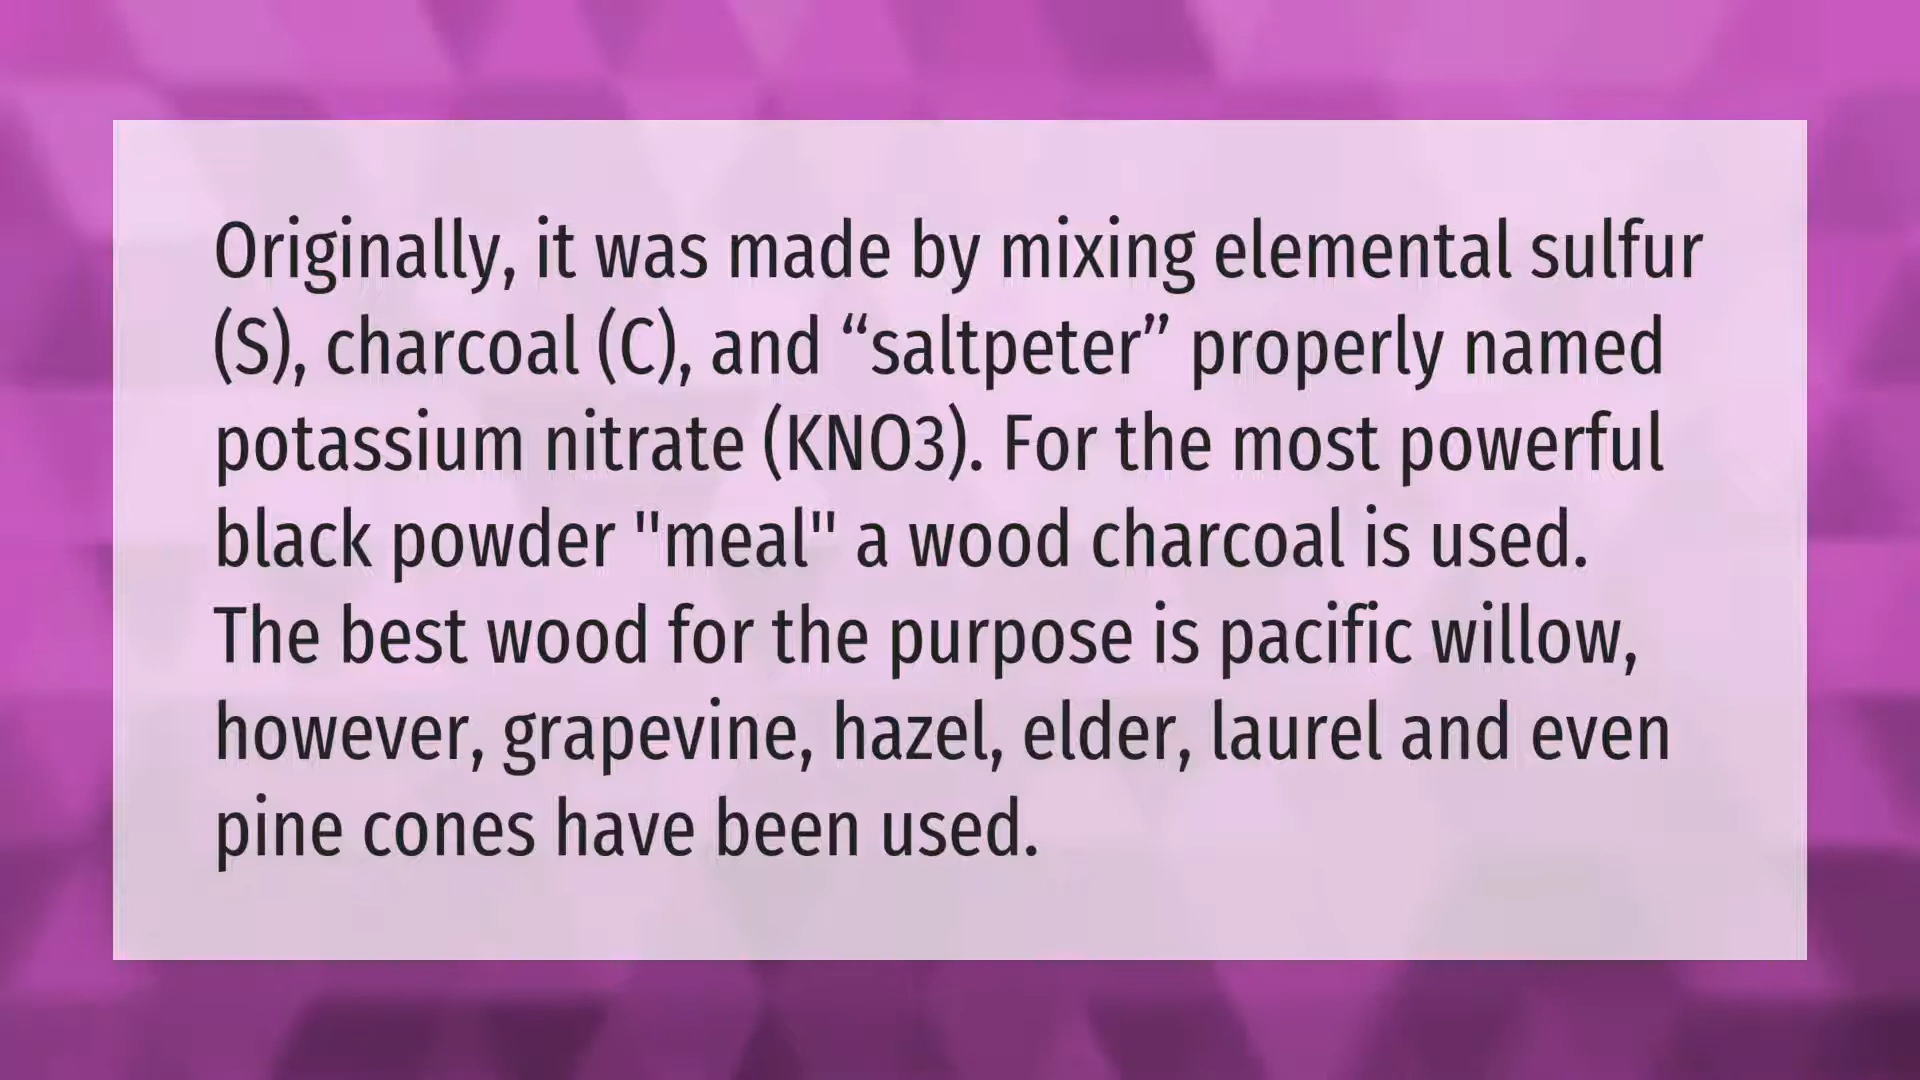 Originally, it was made by mixing elemental sulfur
(S), charcoal (C), and “saltpeter” properly named
potassium nitrate (KNO3). For the most powerful
black powder "meal" a wood charcoal is used.
The best wood for the purpose is pacific willow,
however, grapevine, hazel, elder, laurel and even
pine cones have been used.